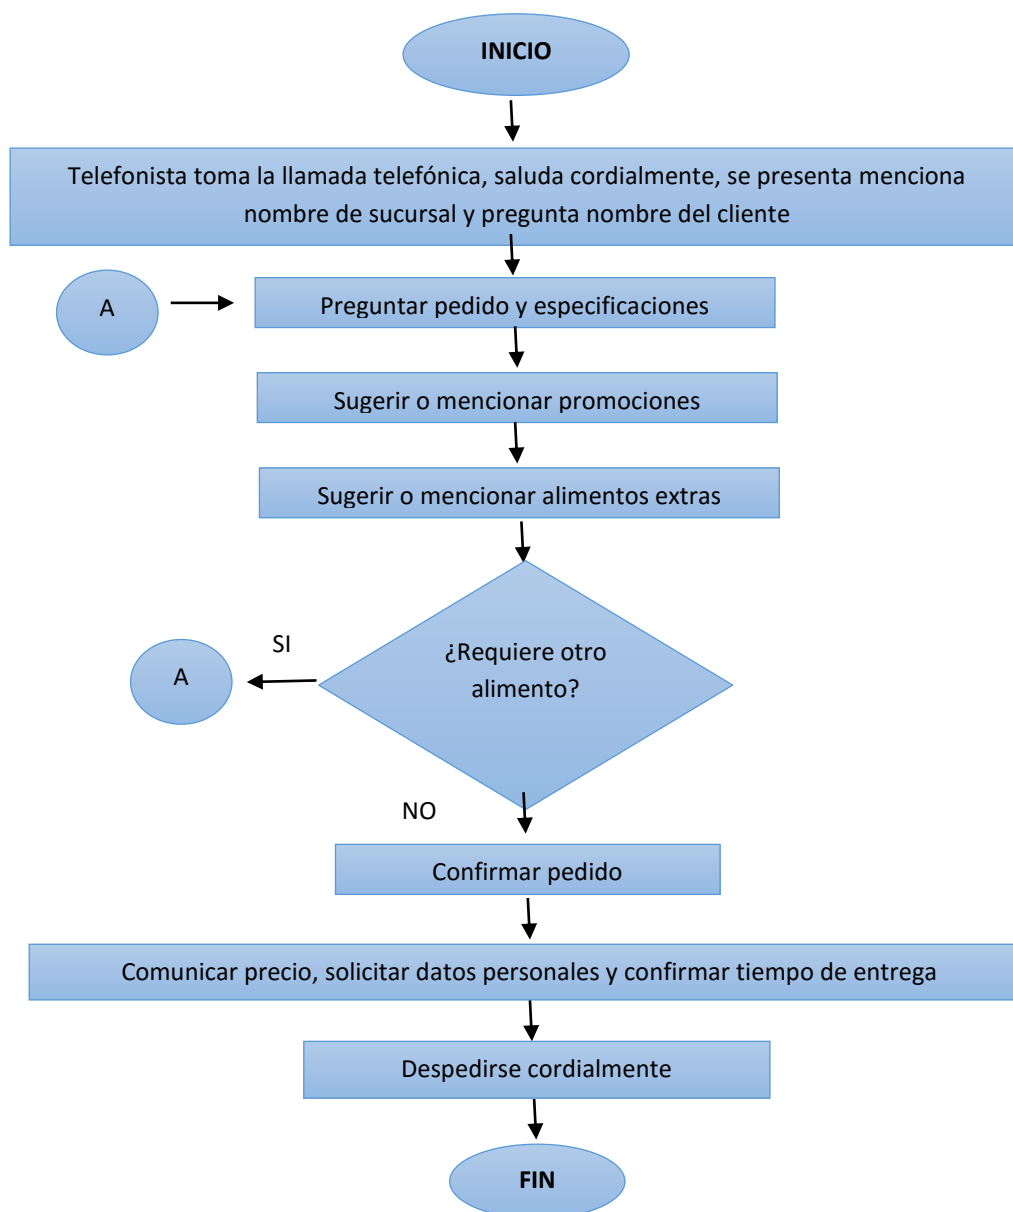 INICIO
Telefonista toma la llamada telefónica, saluda cordialmente, se presenta menciona
nombre de sucursal y pregunta nombre del cliente
A
Preguntar pedido y especificaciones
Sugerir o mencionar promociones
Sugerir o mencionar alimentos extras
SI
¿Requiere otro
alimento?
A
NO
Confirmar pedido
Comunicar precio, solicitar datos personales y confirmar tiempo de entrega
Despedirse cordialmente
FIN